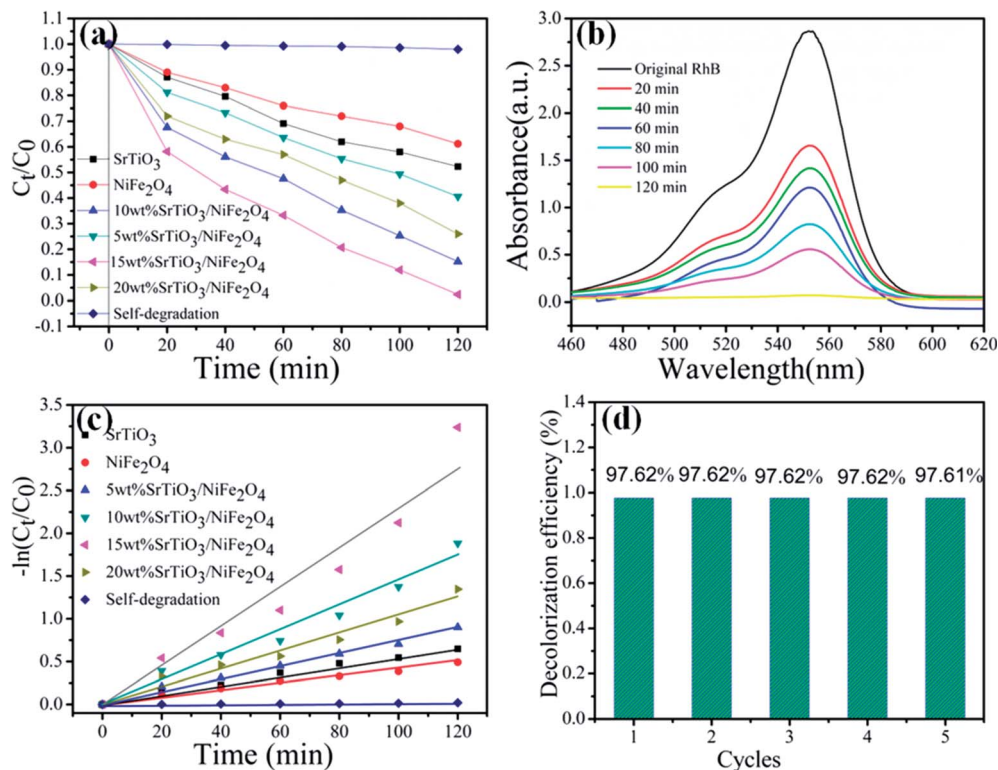 (a)
1.0
0.9
0.8
0.7
0.6
0.5
0.4
0.3
0.2
0.1
0.0
-0.1
Ct/C0
SrTiO3
NiFe2O4
10wt%SrTiO3/NiFe2O4
5wt%SrTiO3/NiFe2O4
15wt%SrTiO3/NiFe2O4
20wt%SrTiO3/NiFe2O4
Self-degradation
0 20 40 60 80 100 120
Time (min)
(b)
3.0
2.5
2.0
1.5
1.0
0.5
0.0
Absorbance(a.u.)
Original RhB
20 min
40 min
60 min
80 min
100 min
120 min
460 480 500 520 540 560 580 600 620
Wavelength(nm)
(c)
3.5
3.0
2.5
2.0
1.5
1.0
0.5
0.0
-ln(Ct/C0)
SrTiO3
NiFe2O4
5wt%SrTiO3/NiFe2O4
10wt%SrTiO3/NiFe2O4
15wt%SrTiO3/NiFe2O4
20wt%SrTiO3/NiFe2O4
Self-degradation
0 20 40 60 80 100 120
Time (min)
(d)
1.4
1.2
1.0
0.8
0.6
0.4
0.2
0.0
Decolorization efficiency (%)
97.62% 97.62% 97.62% 97.62% 97.61%
1 2 3 4 5
Cycles